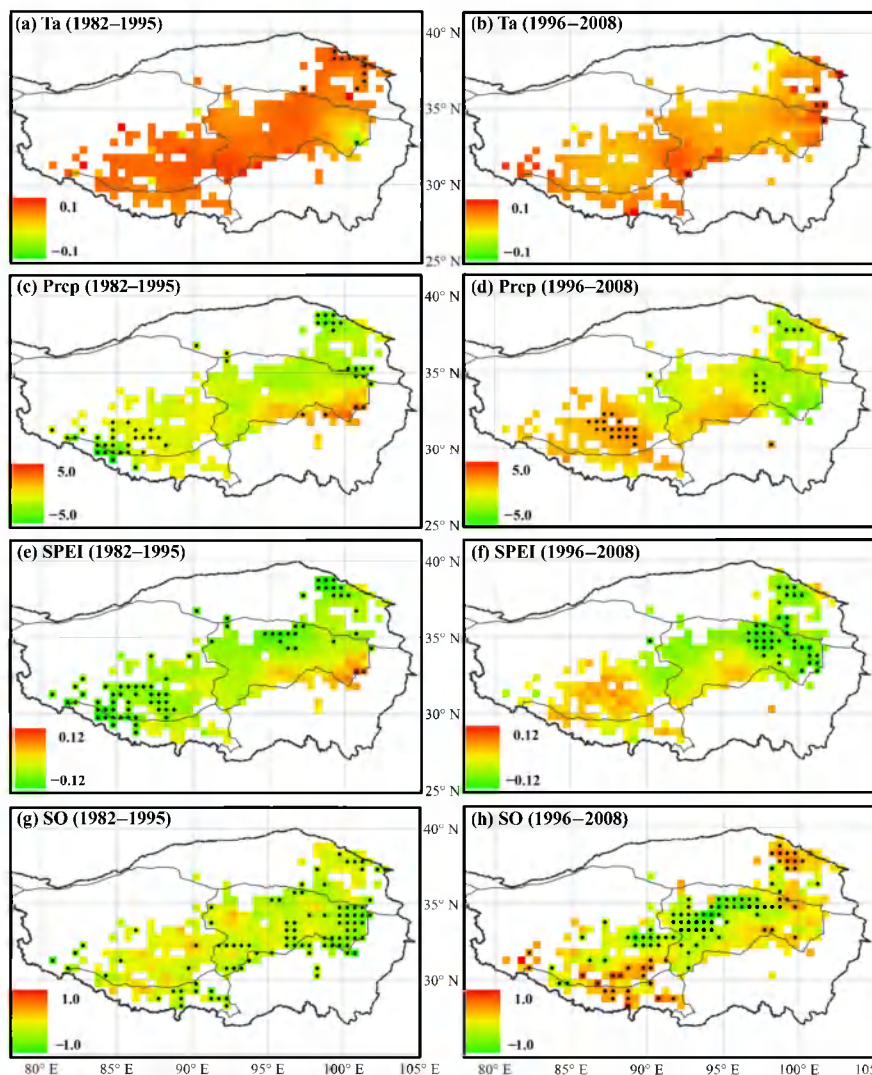 (a) Ta (1982–1995)
(b) Ta (1996–2008)
40° N
35° N
30° N
25° N
0.1
−0.1
0.1
−0.1
(c) Prcp (1982–1995)
(d) Prcp (1996–2008)
40° N
35° N
30° N
25° N
5.0
−5.0
5.0
−5.0
(e) SPEI (1982–1995)
(f) SPEI (1996–2008)
40° N
35° N
30° N
25° N
0.12
−0.12
0.12
−0.12
(g) SO (1982–1995)
(h) SO (1996–2008)
40° N
35° N
30° N
1.0
−1.0
1.0
−1.0
80° E 85° E 90° E 95° E 100° E 105° E
85° E 90° E 95° E 100° E 105